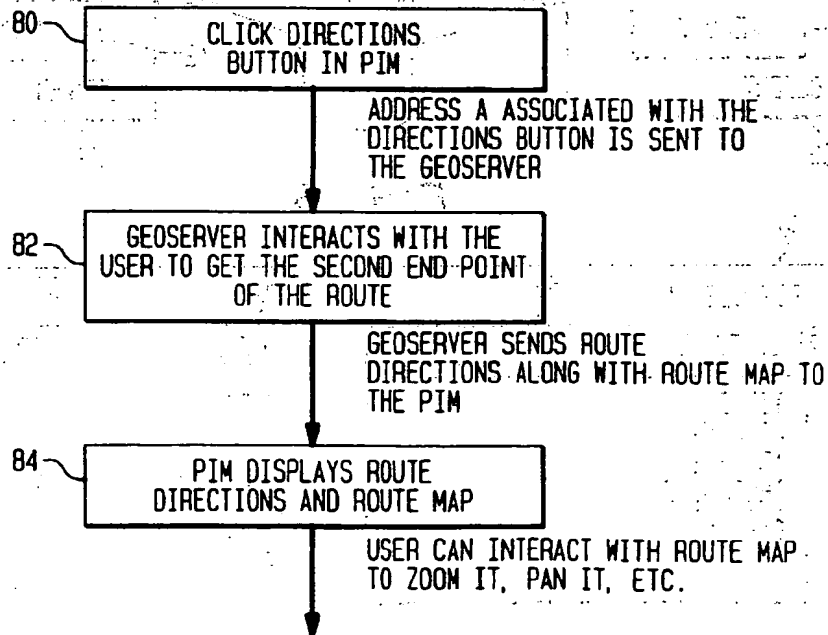 80
CLICK DIRECTIONS
BUTTON IN PIM
ADDRESS A ASSOCIATED WITH THE
DIRECTIONS BUTTON IS SENT TO
THE GEOSERVER
82
GEOSERVER INTERACTS WITH THE
USER TO GET THE SECOND END POINT
OF THE ROUTE
GEOSERVER SENDS ROUTE
DIRECTIONS ALONG WITH ROUTE MAP TO
THE PIM
84
PIM DISPLAYS ROUTE
DIRECTIONS AND ROUTE MAP
USER CAN INTERACT WITH ROUTE MAP
TO ZOOM IT, PAN IT, ETC.